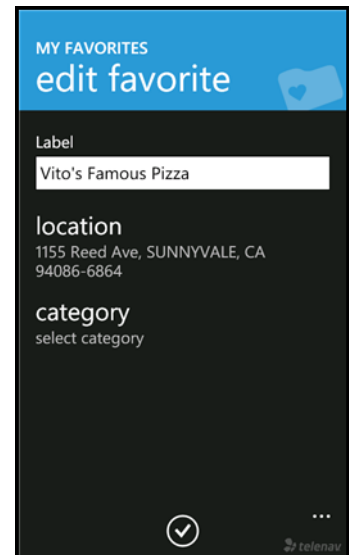 MY FAVORITES
edit favorite
Label
Vito's Famous Pizza
location
1155 Reed Ave, SUNNYVALE, CA
94086-6864
category
select category
...
telenav